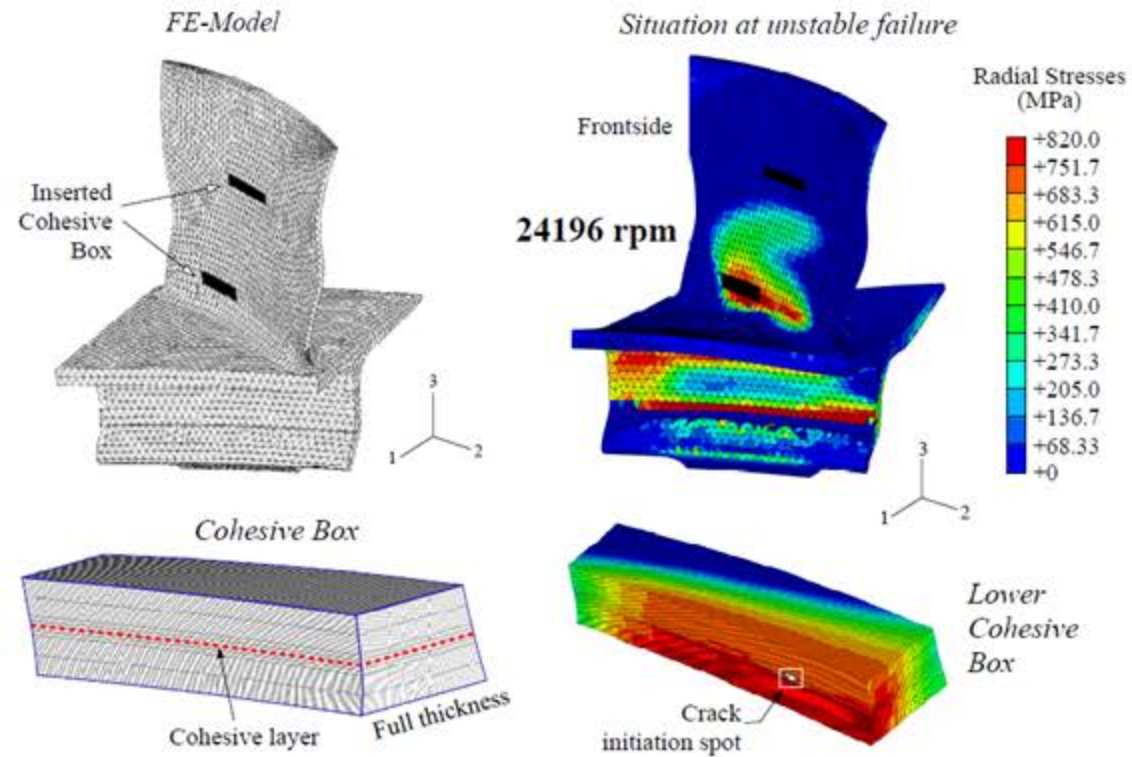 FE-Model
Situation at unstable failure
Radial Stresses
(MPa)
Frontside
Inserted
Cohesive
Box
24196 rpm
+820.0
+751.7
+683.3
+615.0
+546.7
+478.3
+410.0
+341.7
+273.3
+205.0
+136.7
+68.33
+0
3
1
2
3
1
2
Cohesive Box
Cohesive layer
Full thickness
Lower
Cohesive
Box
Crack
initiation spot